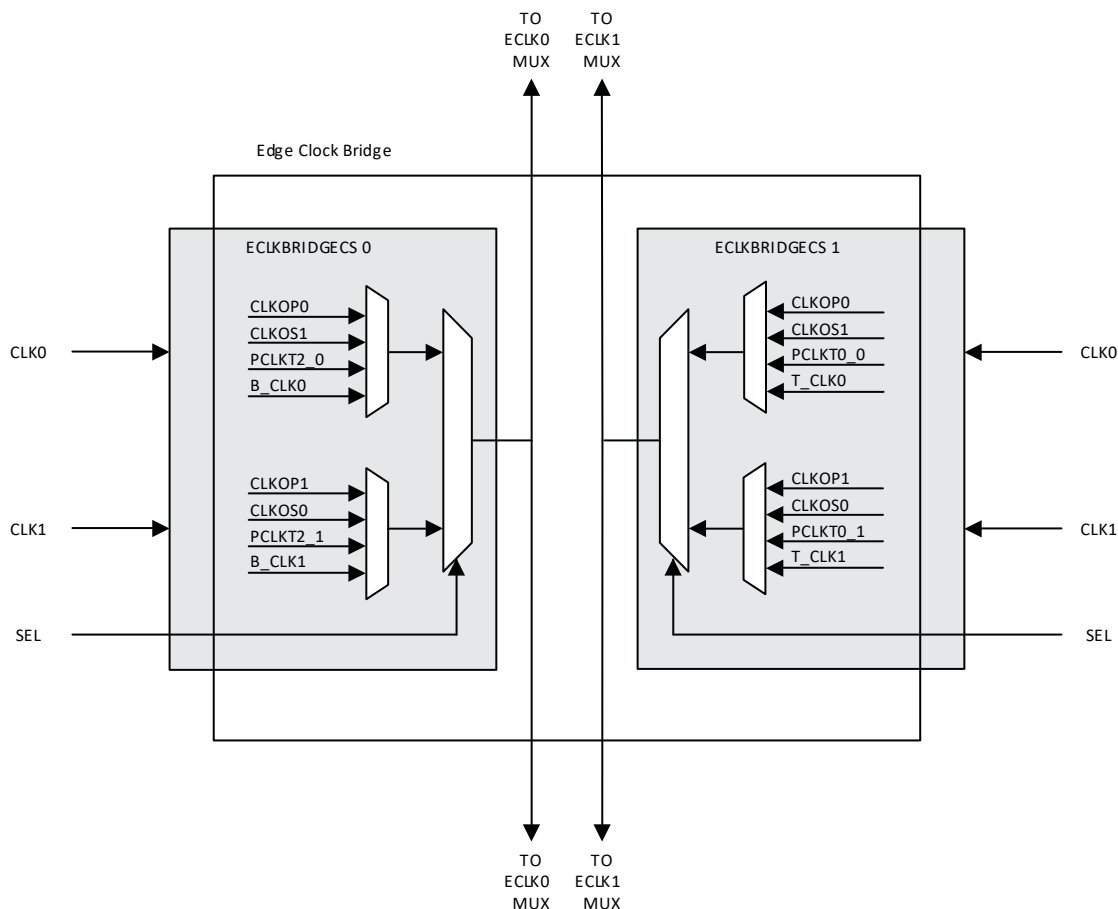 TO
ECLK0
MUX
TO
ECLK1
MUX
Edge Clock Bridge
ECLKBRIDGECS 0
CLKOP0
CLKOS1
PCLKT2_0
B_CLK0
CLKOP1
CLKOS0
PCLKT2_1
B_CLK1
CLK0
CLK1
SEL
ECLKBRIDGECS 1
CLKOP0
CLKOS1
PCLKT0_0
T_CLK0
CLKOP1
CLKOS0
PCLKT0_1
T_CLK1
CLK0
CLK1
SEL
TO
ECLK0
MUX
TO
ECLK1
MUX